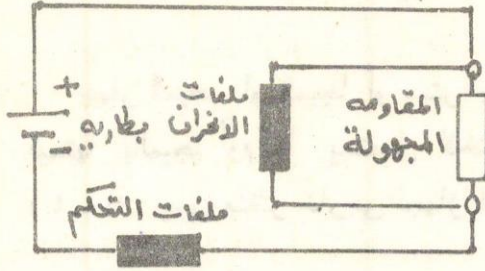 +
ملفات
الانحراف
بطاريه
-
المقاومه
المجهولة
ملفات التحكم